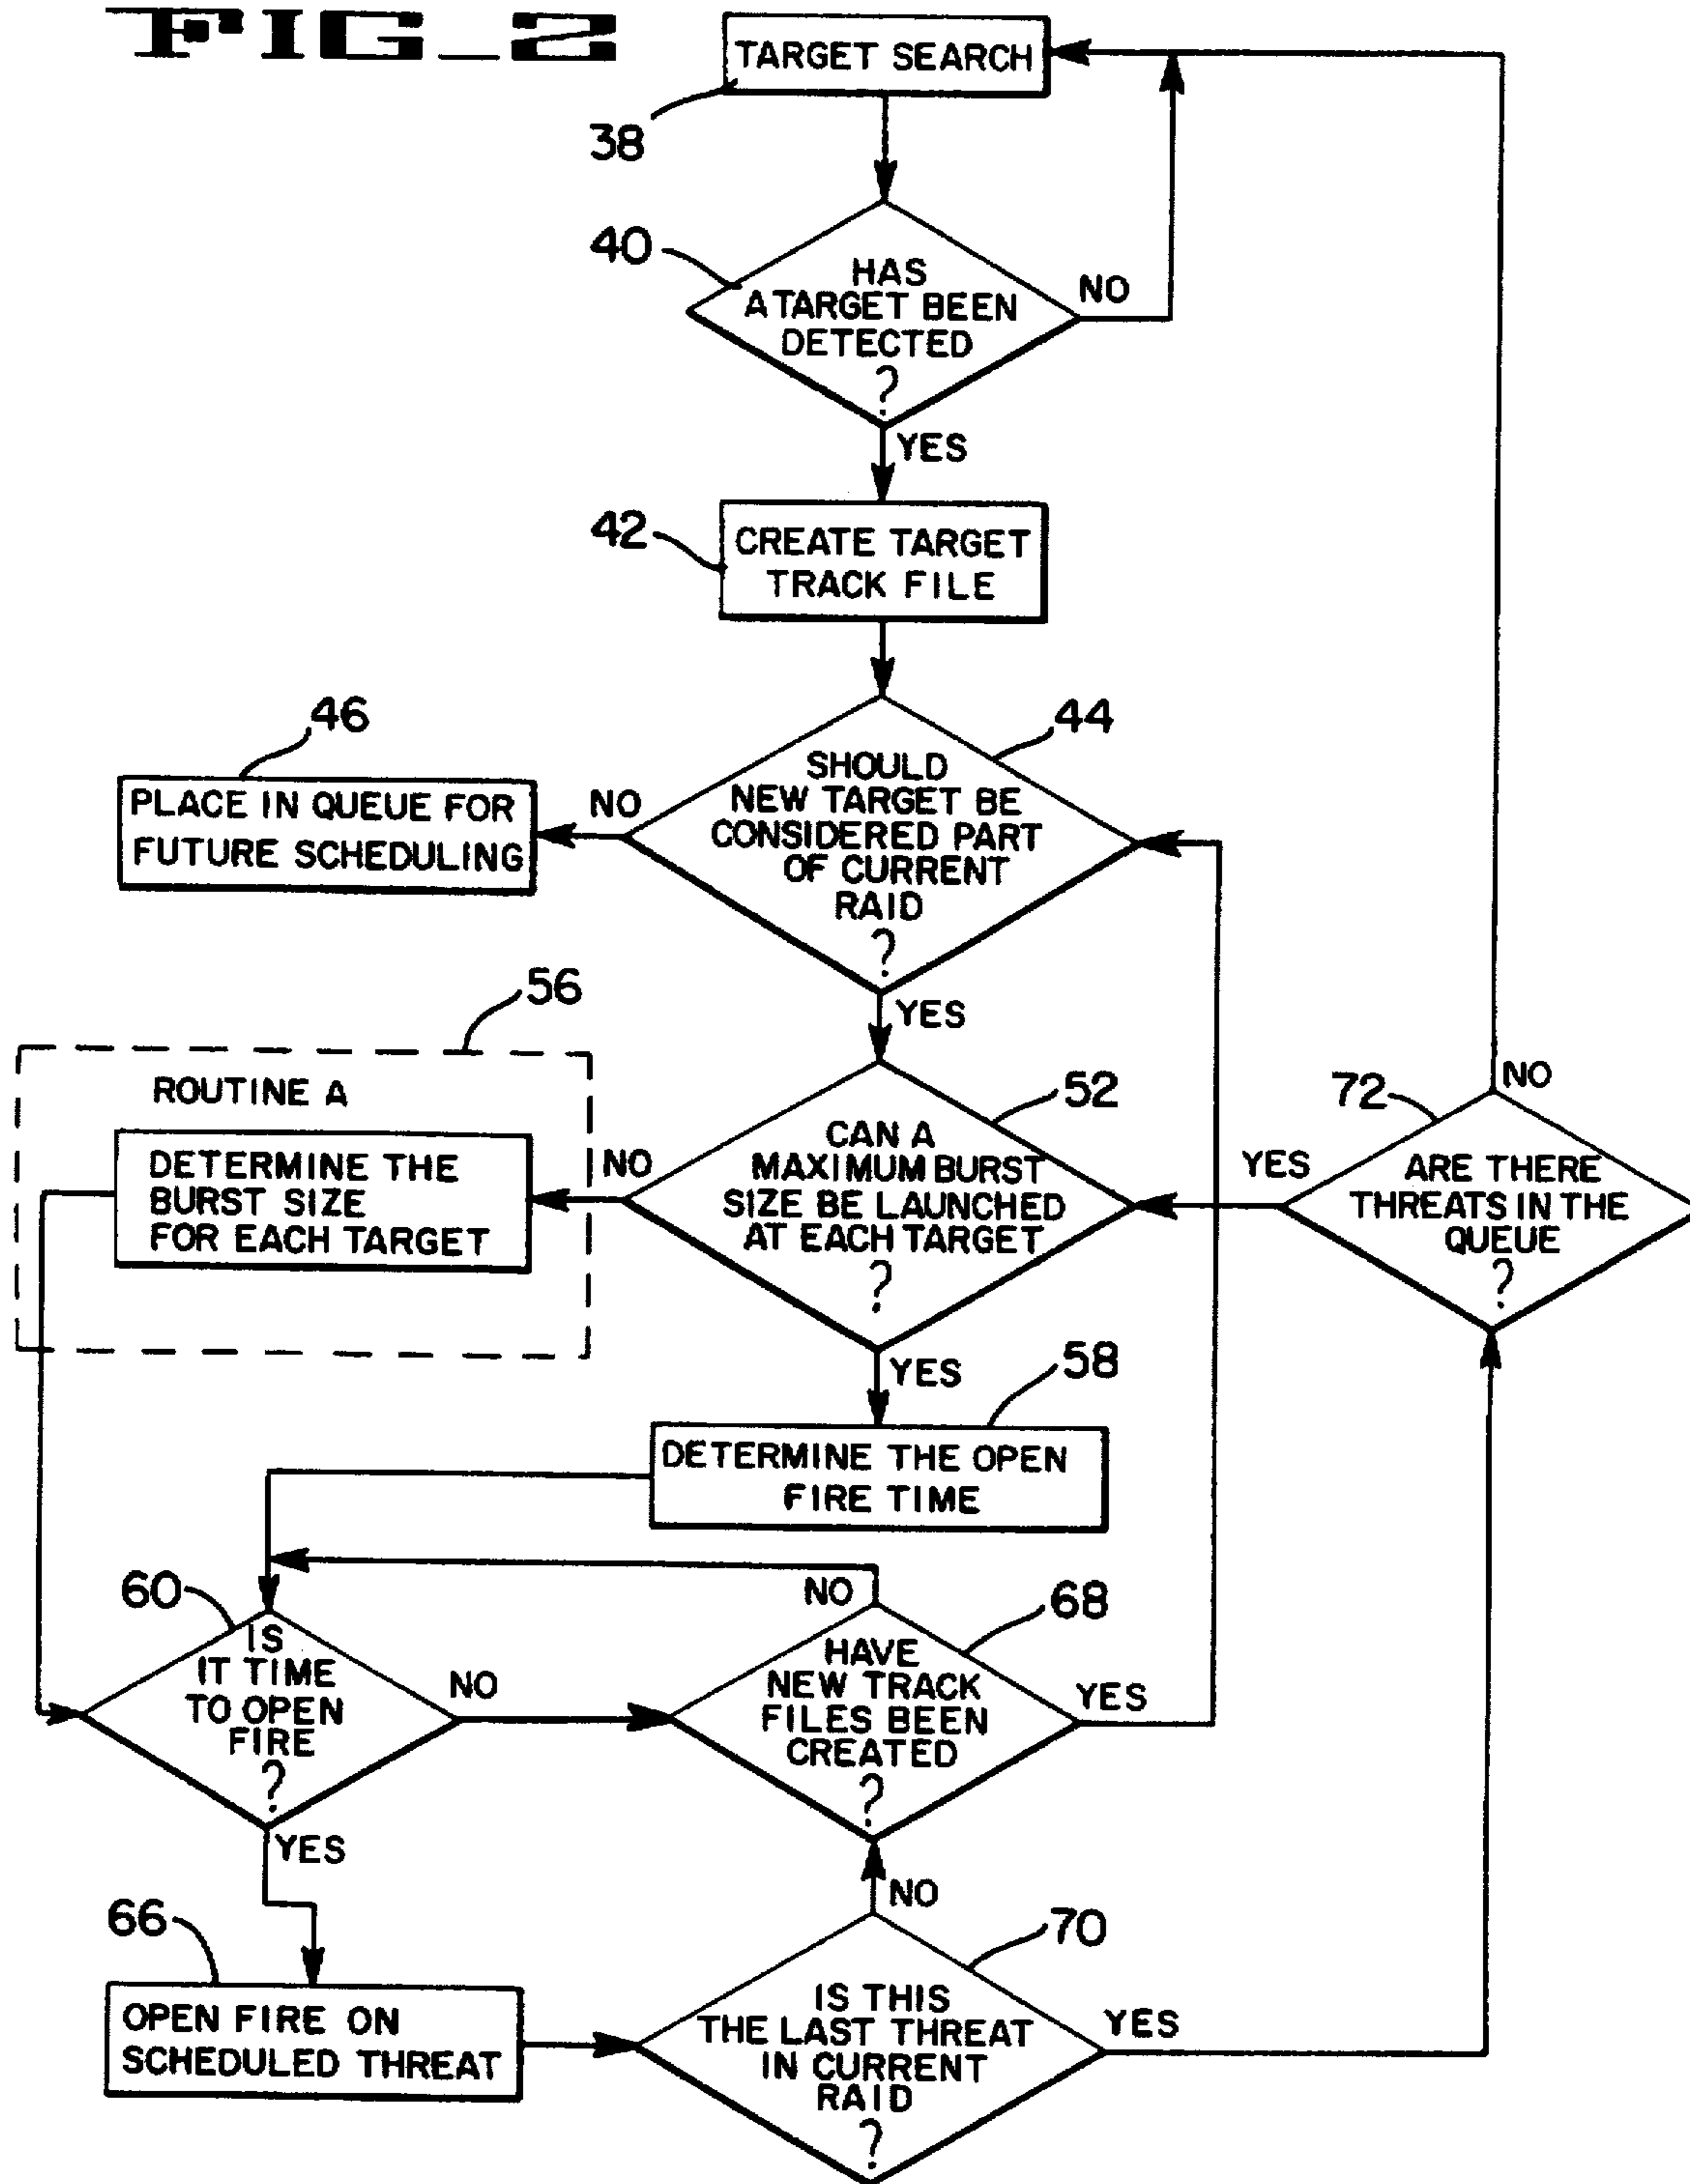 FIG_2
TARGET SEARCH
38
40
HAS
A TARGET BEEN
DETECTED
?
NO
YES
42
CREATE TARGET
TRACK FILE
46
44
PLACE IN QUEUE FOR
FUTURE SCHEDULING
NO
SHOULD
NEW TARGET BE
CONSIDERED PART
OF CURRENT
RAID
?
YES
56
ROUTINE A
DETERMINE THE
BURST SIZE
FOR EACH TARGET
NO
52
CAN A
MAXIMUM BURST
SIZE BE LAUNCHED
AT EACH TARGET
?
YES
72
NO
YES
ARE THERE
THREATS IN THE
QUEUE
?
58
DETERMINE THE OPEN
FIRE TIME
60
IS
IT TIME
TO OPEN
FIRE
?
NO
YES
NO
68
HAVE
NEW TRACK
FILES BEEN
CREATED
?
YES
66
OPEN FIRE ON
SCHEDULED THREAT
NO
70
IS THIS
THE LAST THREAT
IN CURRENT
RAID
?
YES